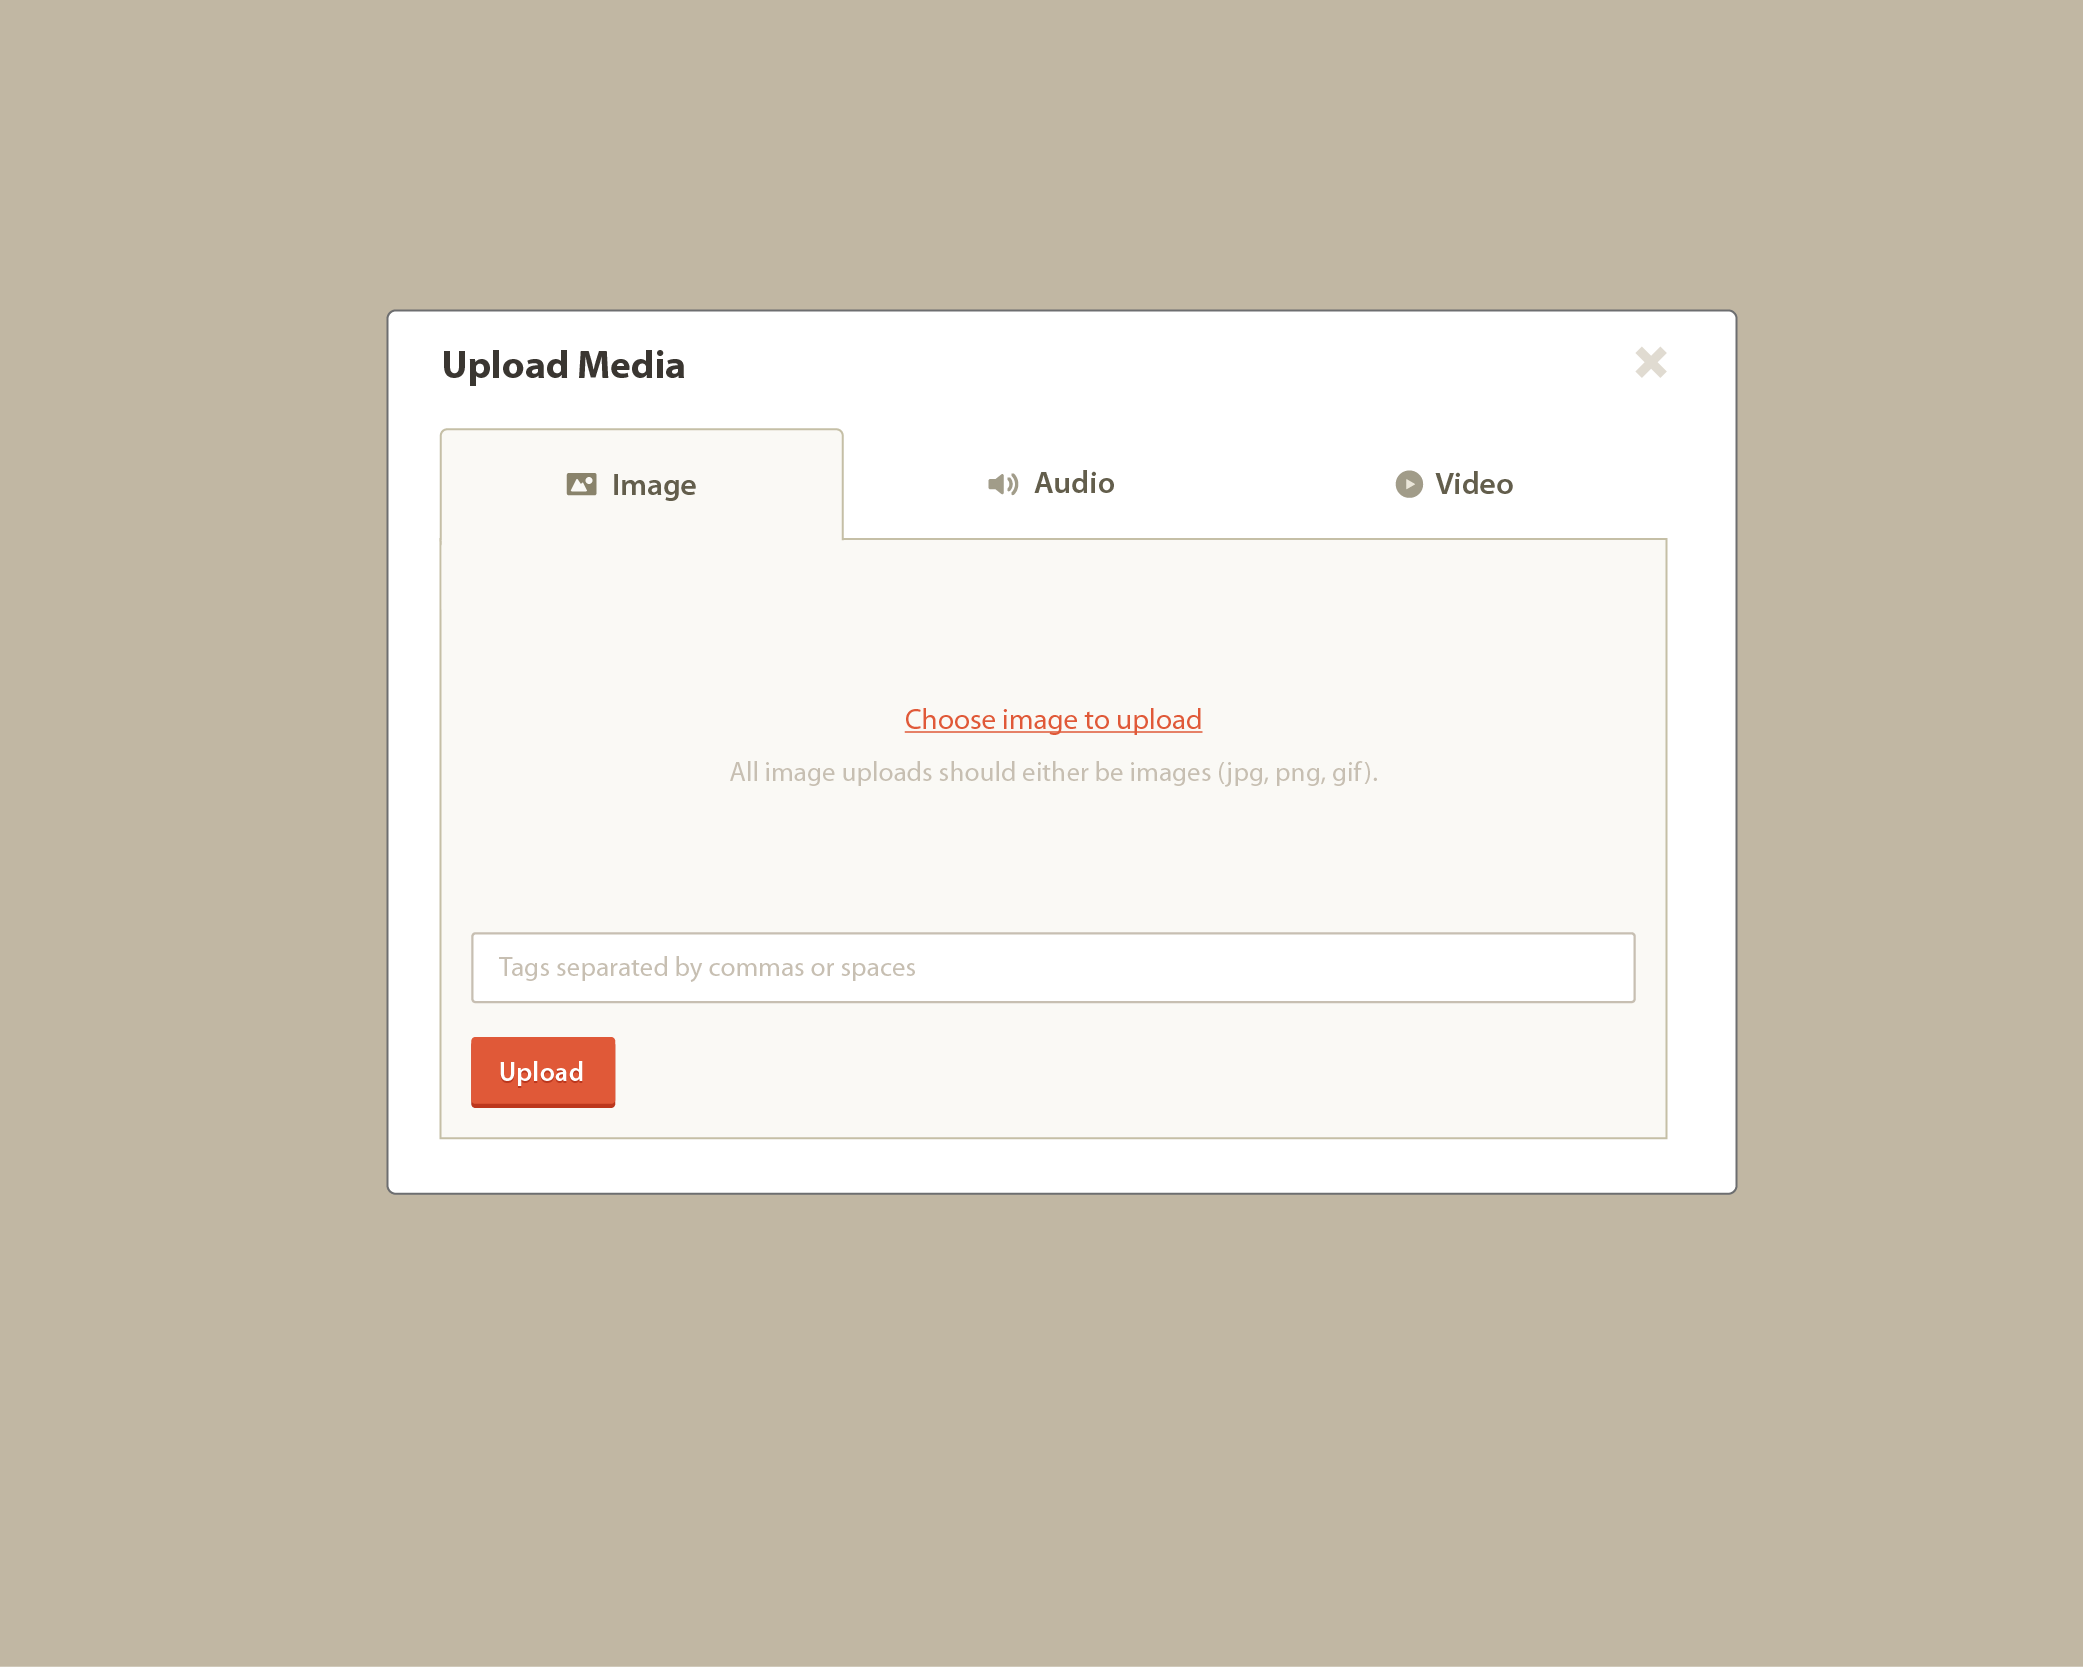 Upload Media
Image
Audio
Video
Choose image to upload
All image uploads should either be images (jpg, png, gif).
Tags separated by commas or spaces
Upload